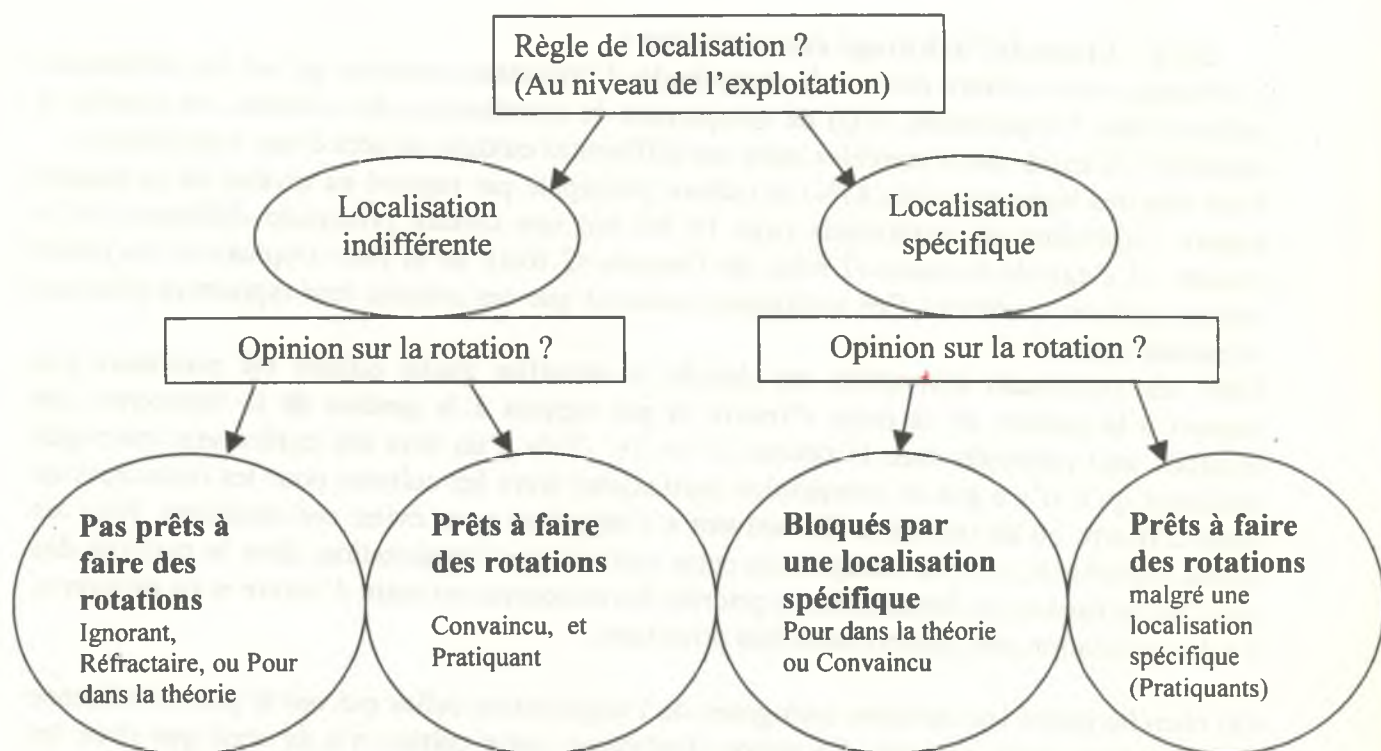 Règle de localisation ?
(Au niveau de l'exploitation)
Localisation
indifférente
Localisation
spécifique
Opinion sur la rotation ?
Opinion sur la rotation ?
Pas prêts à
faire des
rotations
Ignorant,
Réfractaire, ou Pour
dans la théorie
Prêts à faire
des rotations
Convaincu, et
Pratiquant
Bloqués par
une localisation
spécifique
Pour dans la théorie
ou Convaincu
Prêts à faire
des rotations
malgré une
localisation
spécifique
(Pratiquants)